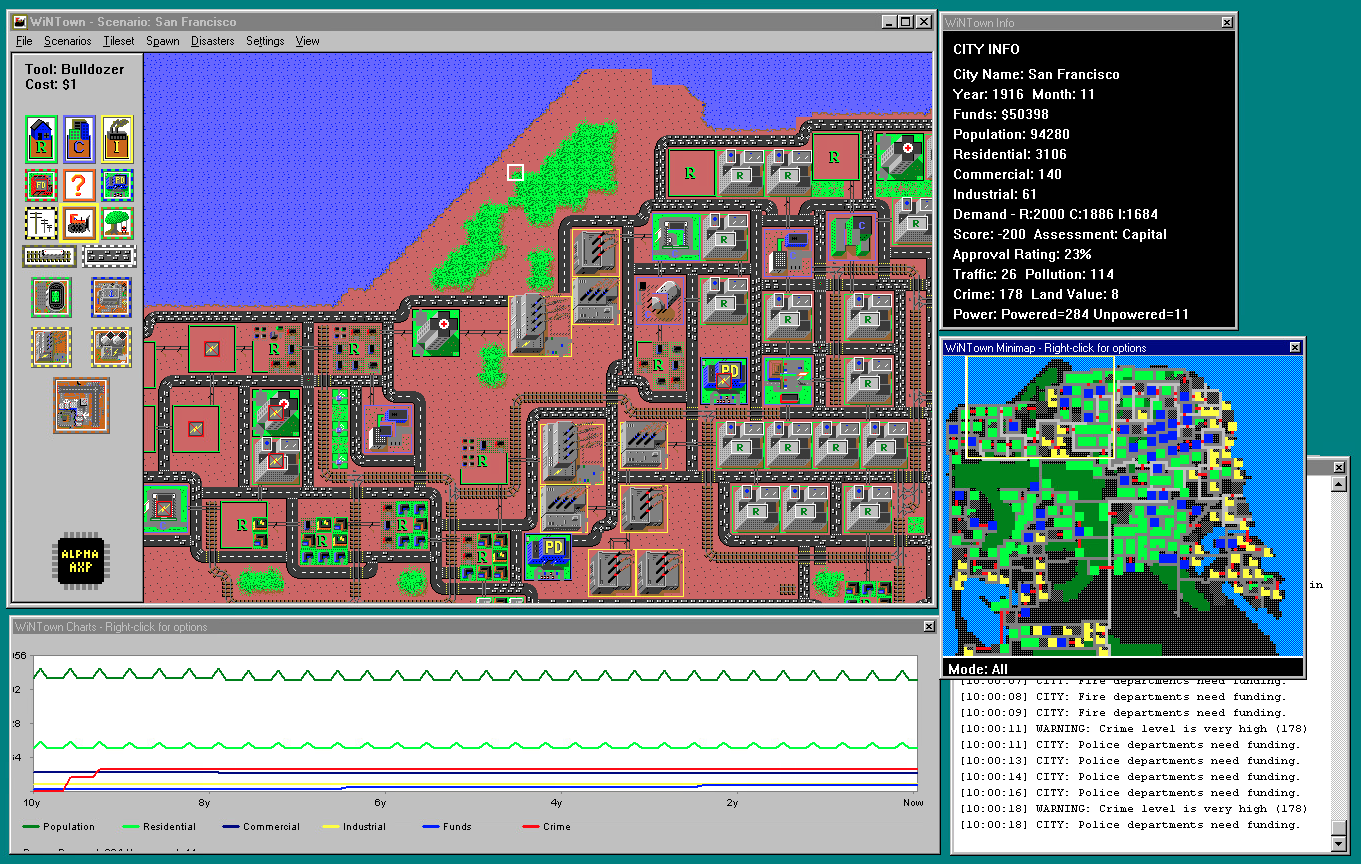 WiNTown - Scenario: San Francisco
File Scenarios Tileset Spawn Disasters Settings View
Tool: Bulldozer
Cost: $1
R C I
FD ? PD
ALPHA
AXP
R
R
R
R
R
R
C
R
R
R
R
R
R
R
R
PD
R
R
R
R
R
R
R
R
R
R
R
R
R
R
PD
WiNTown Info
CITY INFO
City Name: San Francisco
Year: 1916 Month: 11
Funds: $50398
Population: 94280
Residential: 3106
Commercial: 140
Industrial: 61
Demand - R:2000 C:1886 I:1684
Score: -200 Assessment: Capital
Approval Rating: 23%
Traffic: 26 Pollution: 114
Crime: 178 Land Value: 8
Power: Powered=284 Unpowered=11
WiNTown Minimap - Right-click for options
Mode: All
in
[10:00:07] CITY: Fire departments need funding.
[10:00:08] CITY: Fire departments need funding.
[10:00:09] CITY: Fire departments need funding.
[10:00:11] WARNING: Crime level is very high (178)
[10:00:11] CITY: Police departments need funding.
[10:00:13] CITY: Police departments need funding.
[10:00:14] CITY: Police departments need funding.
[10:00:16] CITY: Police departments need funding.
[10:00:18] WARNING: Crime level is very high (178)
[10:00:18] CITY: Police departments need funding.
WiNTown Charts - Right-click for options
56
2
8
4
10y 8y 6y 4y 2y Now
Population Residential Commercial Industrial Funds Crime